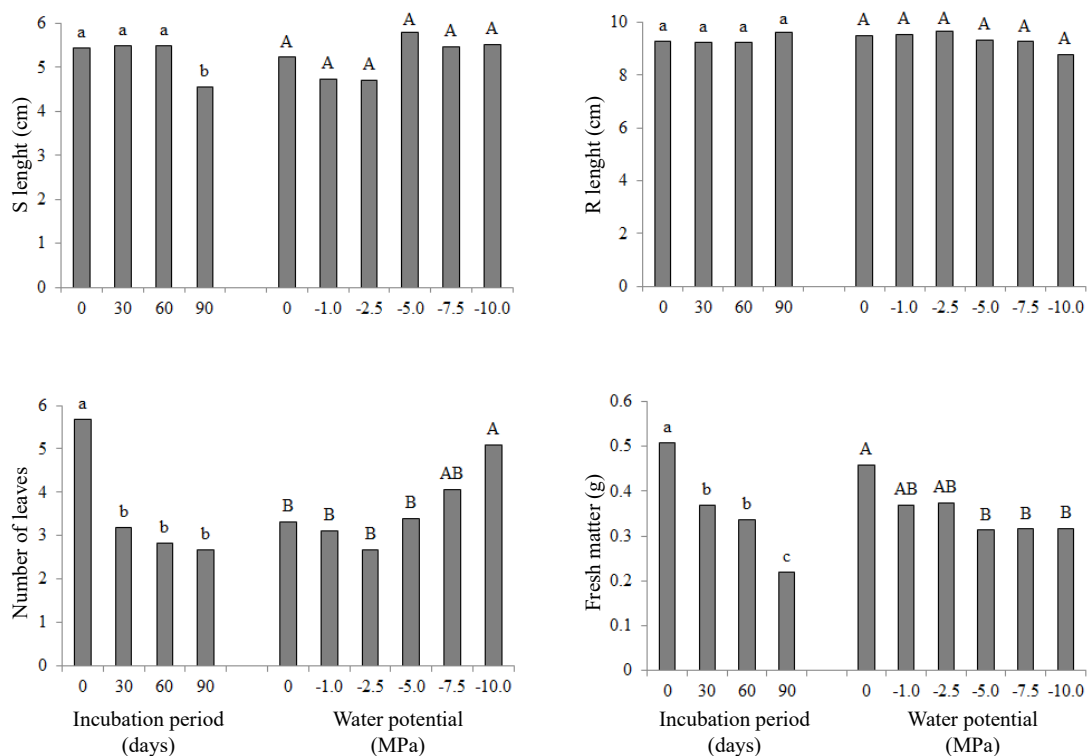 S lenght (cm)
6
5
4
3
2
1
0
a a a b A A A A A A
0 30 60 90 0 -1.0 -2.5 -5.0 -7.5 -10.0
R lenght (cm)
10
8
6
4
2
0
a a a a A A A A A A
0 30 60 90 0 -1.0 -2.5 -5.0 -7.5 -10.0
Number of leaves
6
5
4
3
2
1
0
a b b b B B B B AB A
0 30 60 90 0 -1.0 -2.5 -5.0 -7.5 -10.0
Incubation period
(days)
Water potential
(MPa)
Fresh matter (g)
0.6
0.5
0.4
0.3
0.2
0.1
0
a b b c A AB AB B B B
0 30 60 90 0 -1.0 -2.5 -5.0 -7.5 -10.0
Incubation period
(days)
Water potential
(MPa)